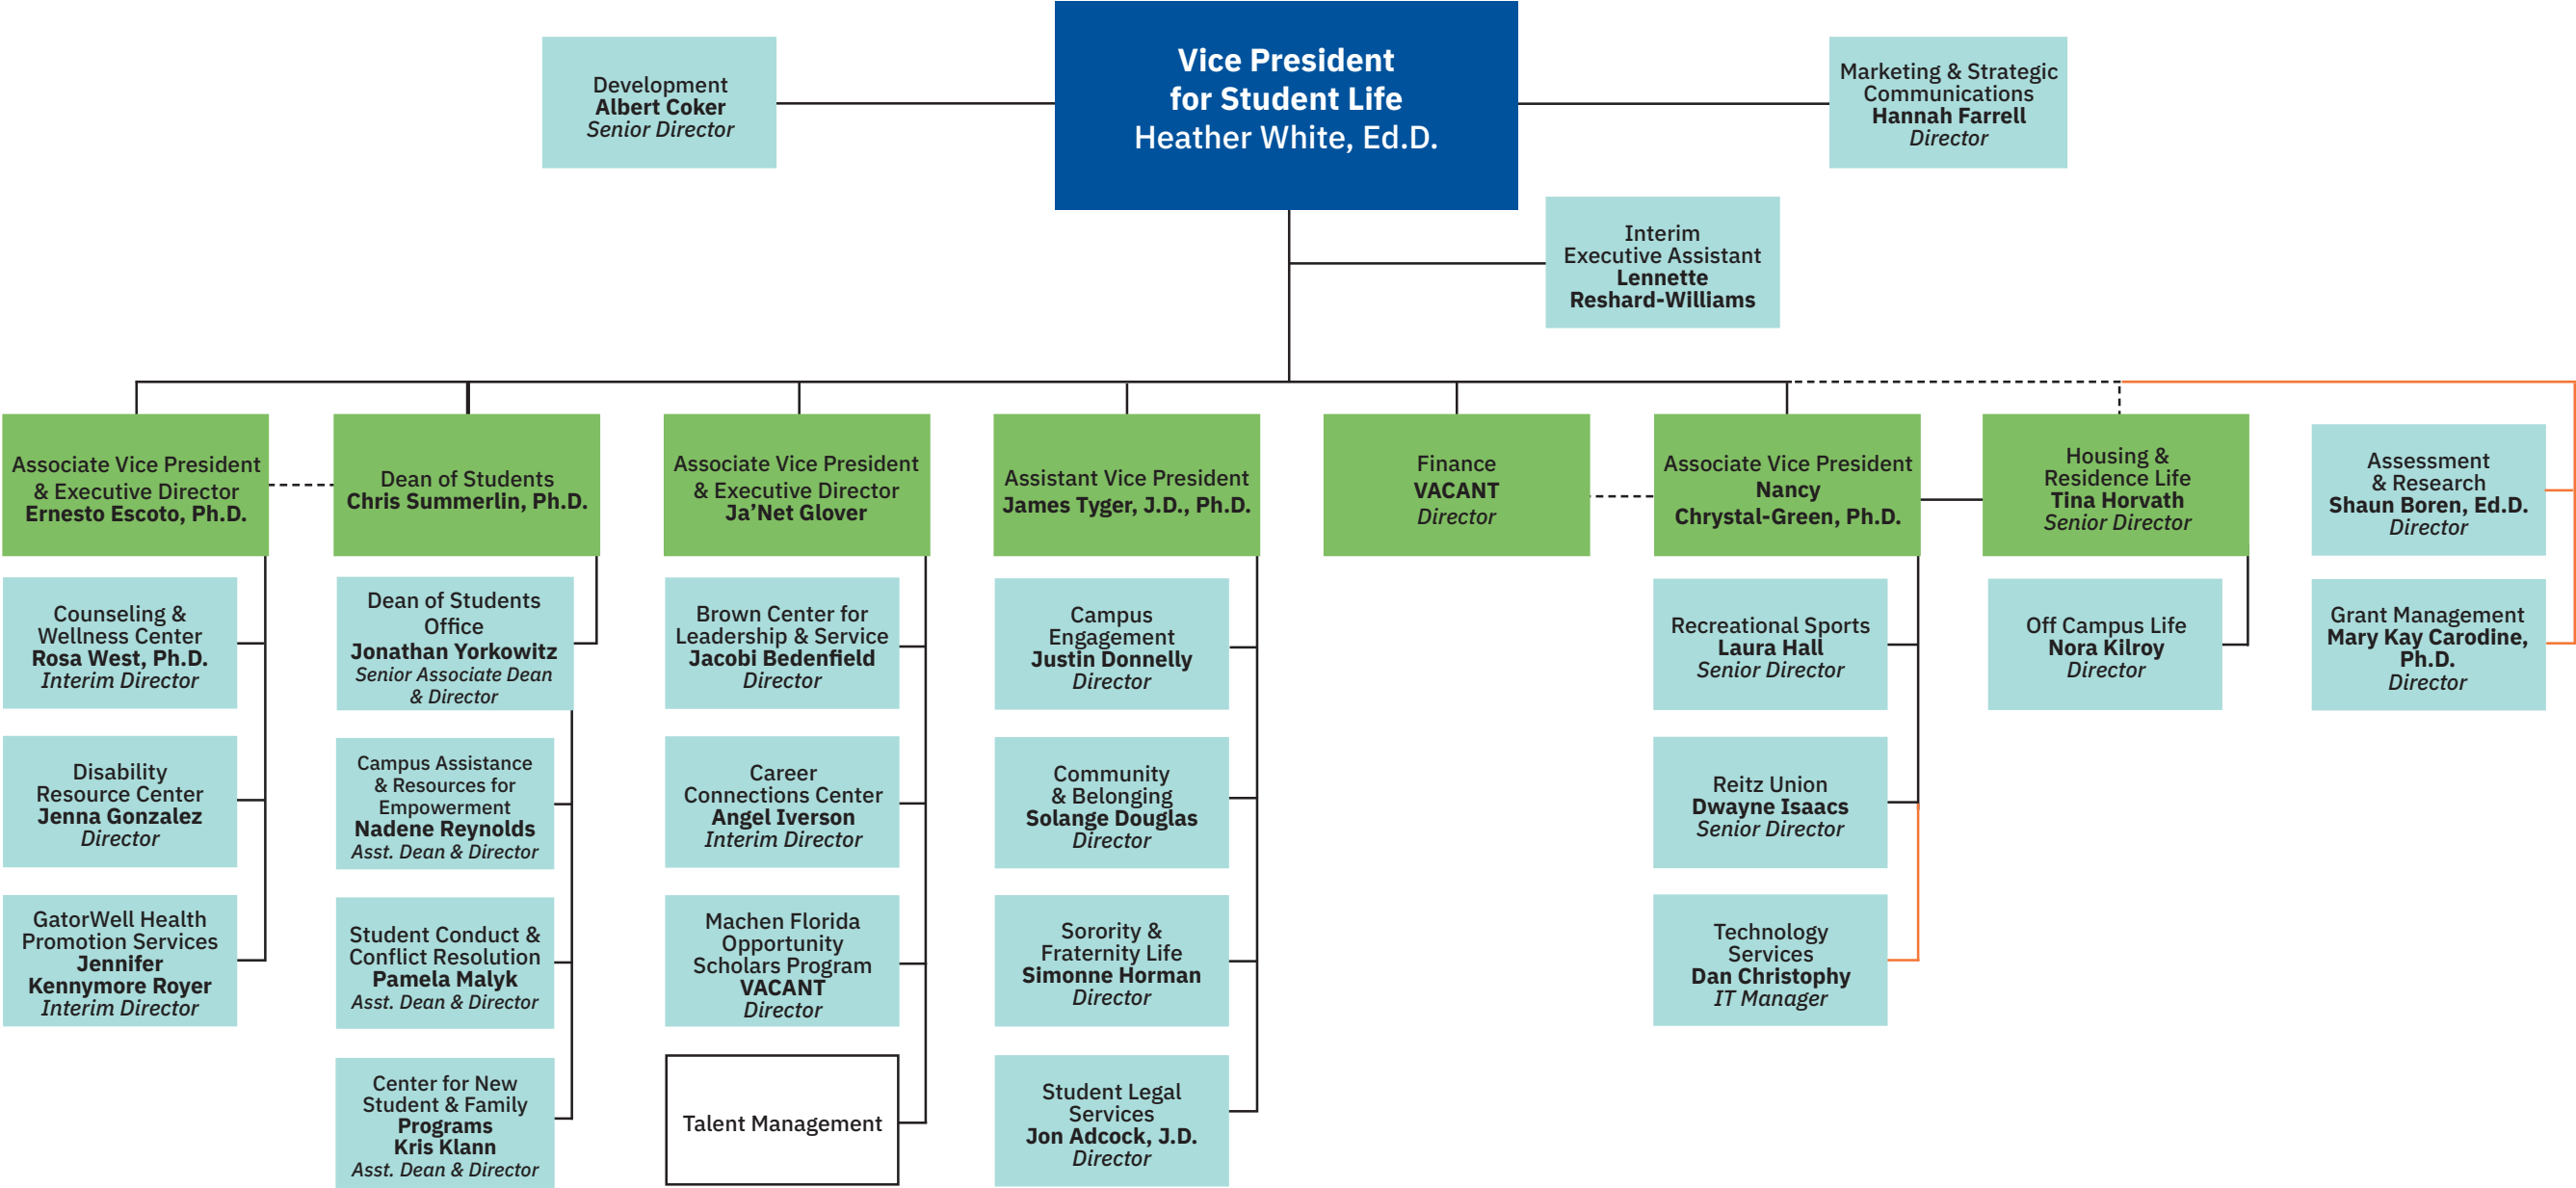 Development
Albert Coker
Senior Director
Vice President
for Student Life
Heather White, Ed.D.
Marketing & Strategic
Communications
Hannah Farrell
Director
Interim
Executive Assistant
Lennette
Reshard-Williams
Associate Vice President
& Executive Director
Ernesto Escoto, Ph.D.
Dean of Students
Chris Summerlin, Ph.D.
Associate Vice President
& Executive Director
Ja’Net Glover
Assistant Vice President
James Tyger, J.D., Ph.D.
Finance
VACANT
Director
Associate Vice President
Nancy
Chrystal-Green, Ph.D.
Housing &
Residence Life
Tina Horvath
Senior Director
Assessment
& Research
Shaun Boren, Ed.D.
Director
Counseling &
Wellness Center
Rosa West, Ph.D.
Interim Director
Dean of Students
Office
Jonathan Yorkowitz
Senior Associate Dean
& Director
Brown Center for
Leadership & Service
Jacobi Bedenfield
Director
Campus
Engagement
Justin Donnelly
Director
Recreational Sports
Laura Hall
Senior Director
Off Campus Life
Nora Kilroy
Director
Grant Management
Mary Kay Carodine,
Ph.D.
Director
Disability
Resource Center
Jenna Gonzalez
Director
Campus Assistance
& Resources for
Empowerment
Nadene Reynolds
Asst. Dean & Director
Career
Connections Center
Angel Iverson
Interim Director
Community
& Belonging
Solange Douglas
Director
Reitz Union
Dwayne Isaacs
Senior Director
GatorWell Health
Promotion Services
Jennifer
Kennymore Royer
Interim Director
Student Conduct &
Conflict Resolution
Pamela Malyk
Asst. Dean & Director
Machen Florida
Opportunity
Scholars Program
VACANT
Director
Sorority &
Fraternity Life
Simonne Horman
Director
Technology
Services
Dan Christophy
IT Manager
Center for New
Student & Family
Programs
Kris Klann
Asst. Dean & Director
Talent Management
Student Legal
Services
Jon Adcock, J.D.
Director